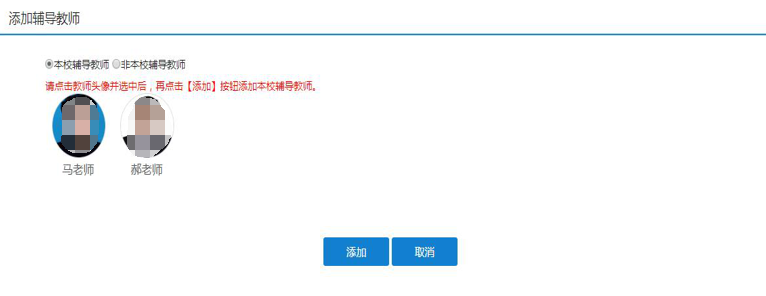 添加辅导教师
本校辅导教师 非本校辅导教师
请点击教师头像并选中后，再点击【添加】按钮添加本校辅导教师。
马老师 郝老师
添加 取消